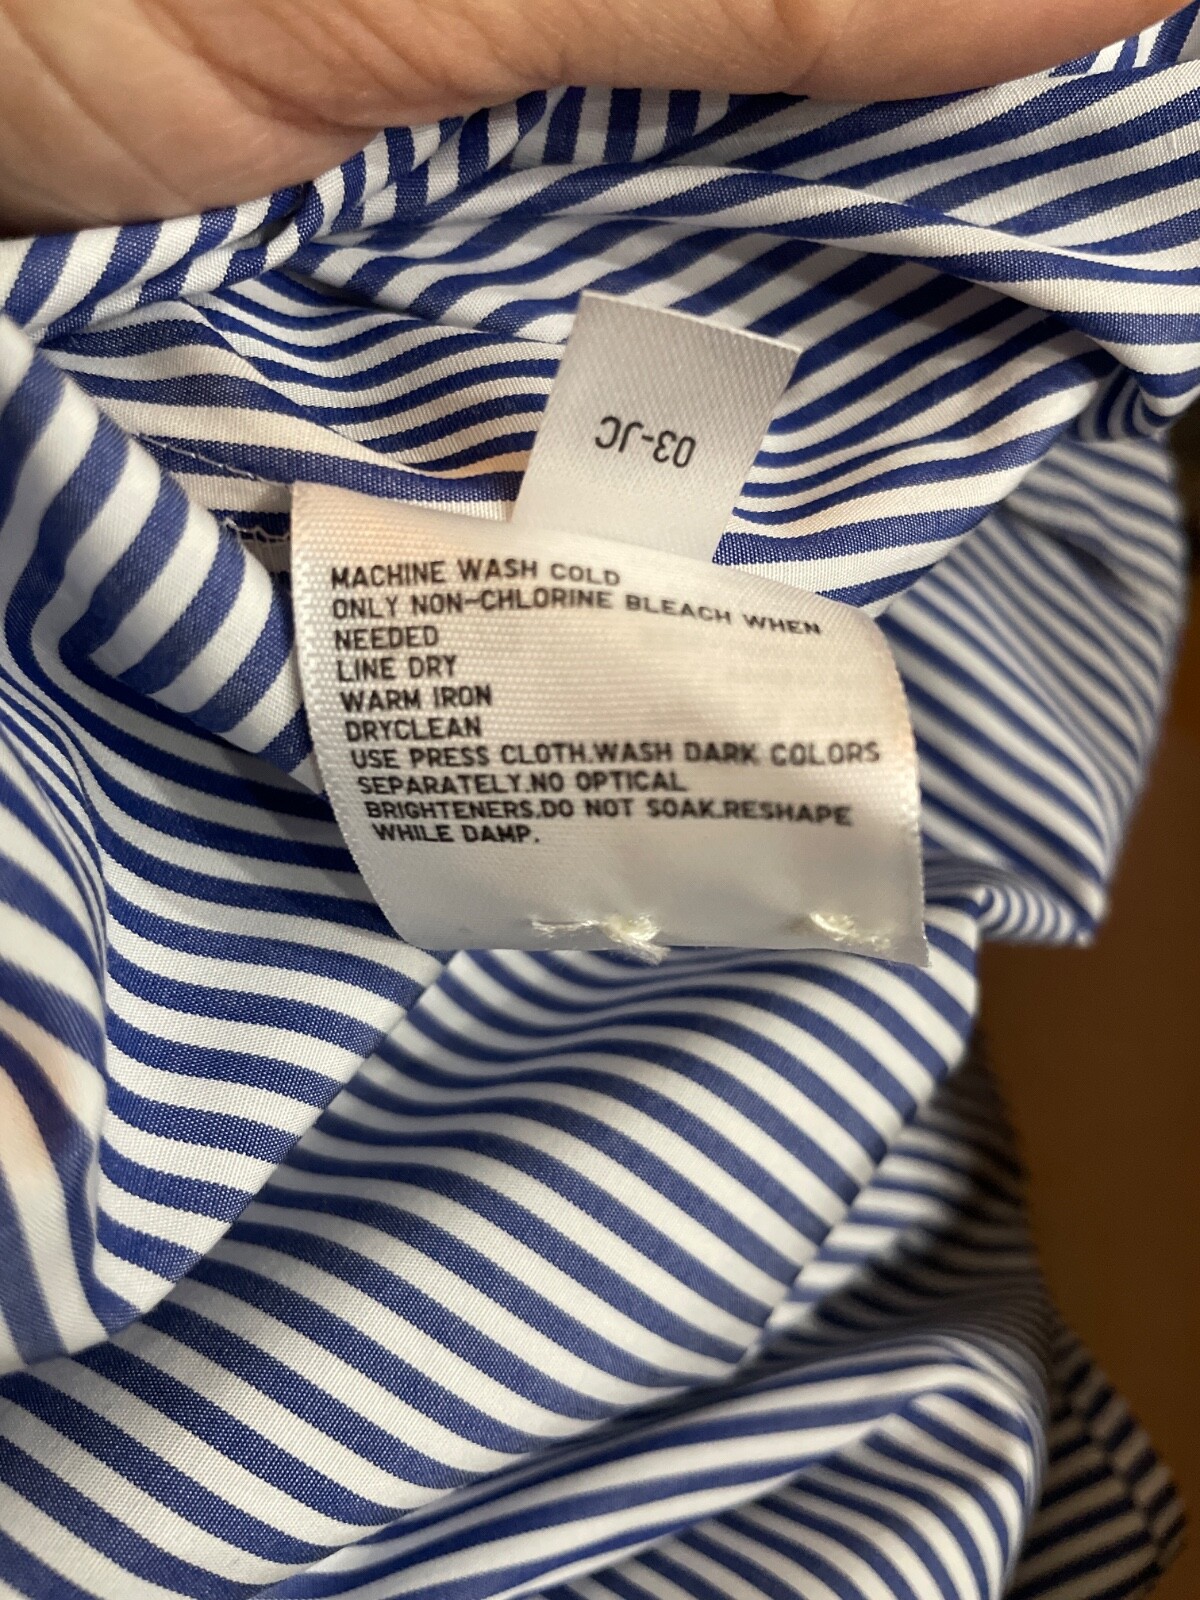 03-JC
MACHINE WASH COLD
ONLY NON-CHLORINE BLEACH WHEN
NEEDED
LINE DRY
WARM IRON
DRYCLEAN
USE PRESS CLOTH.WASH DARK COLORS
SEPARATELY.NO OPTICAL
BRIGHTENERS.DO NOT SOAK.RESHAPE
WHILE DAMP.